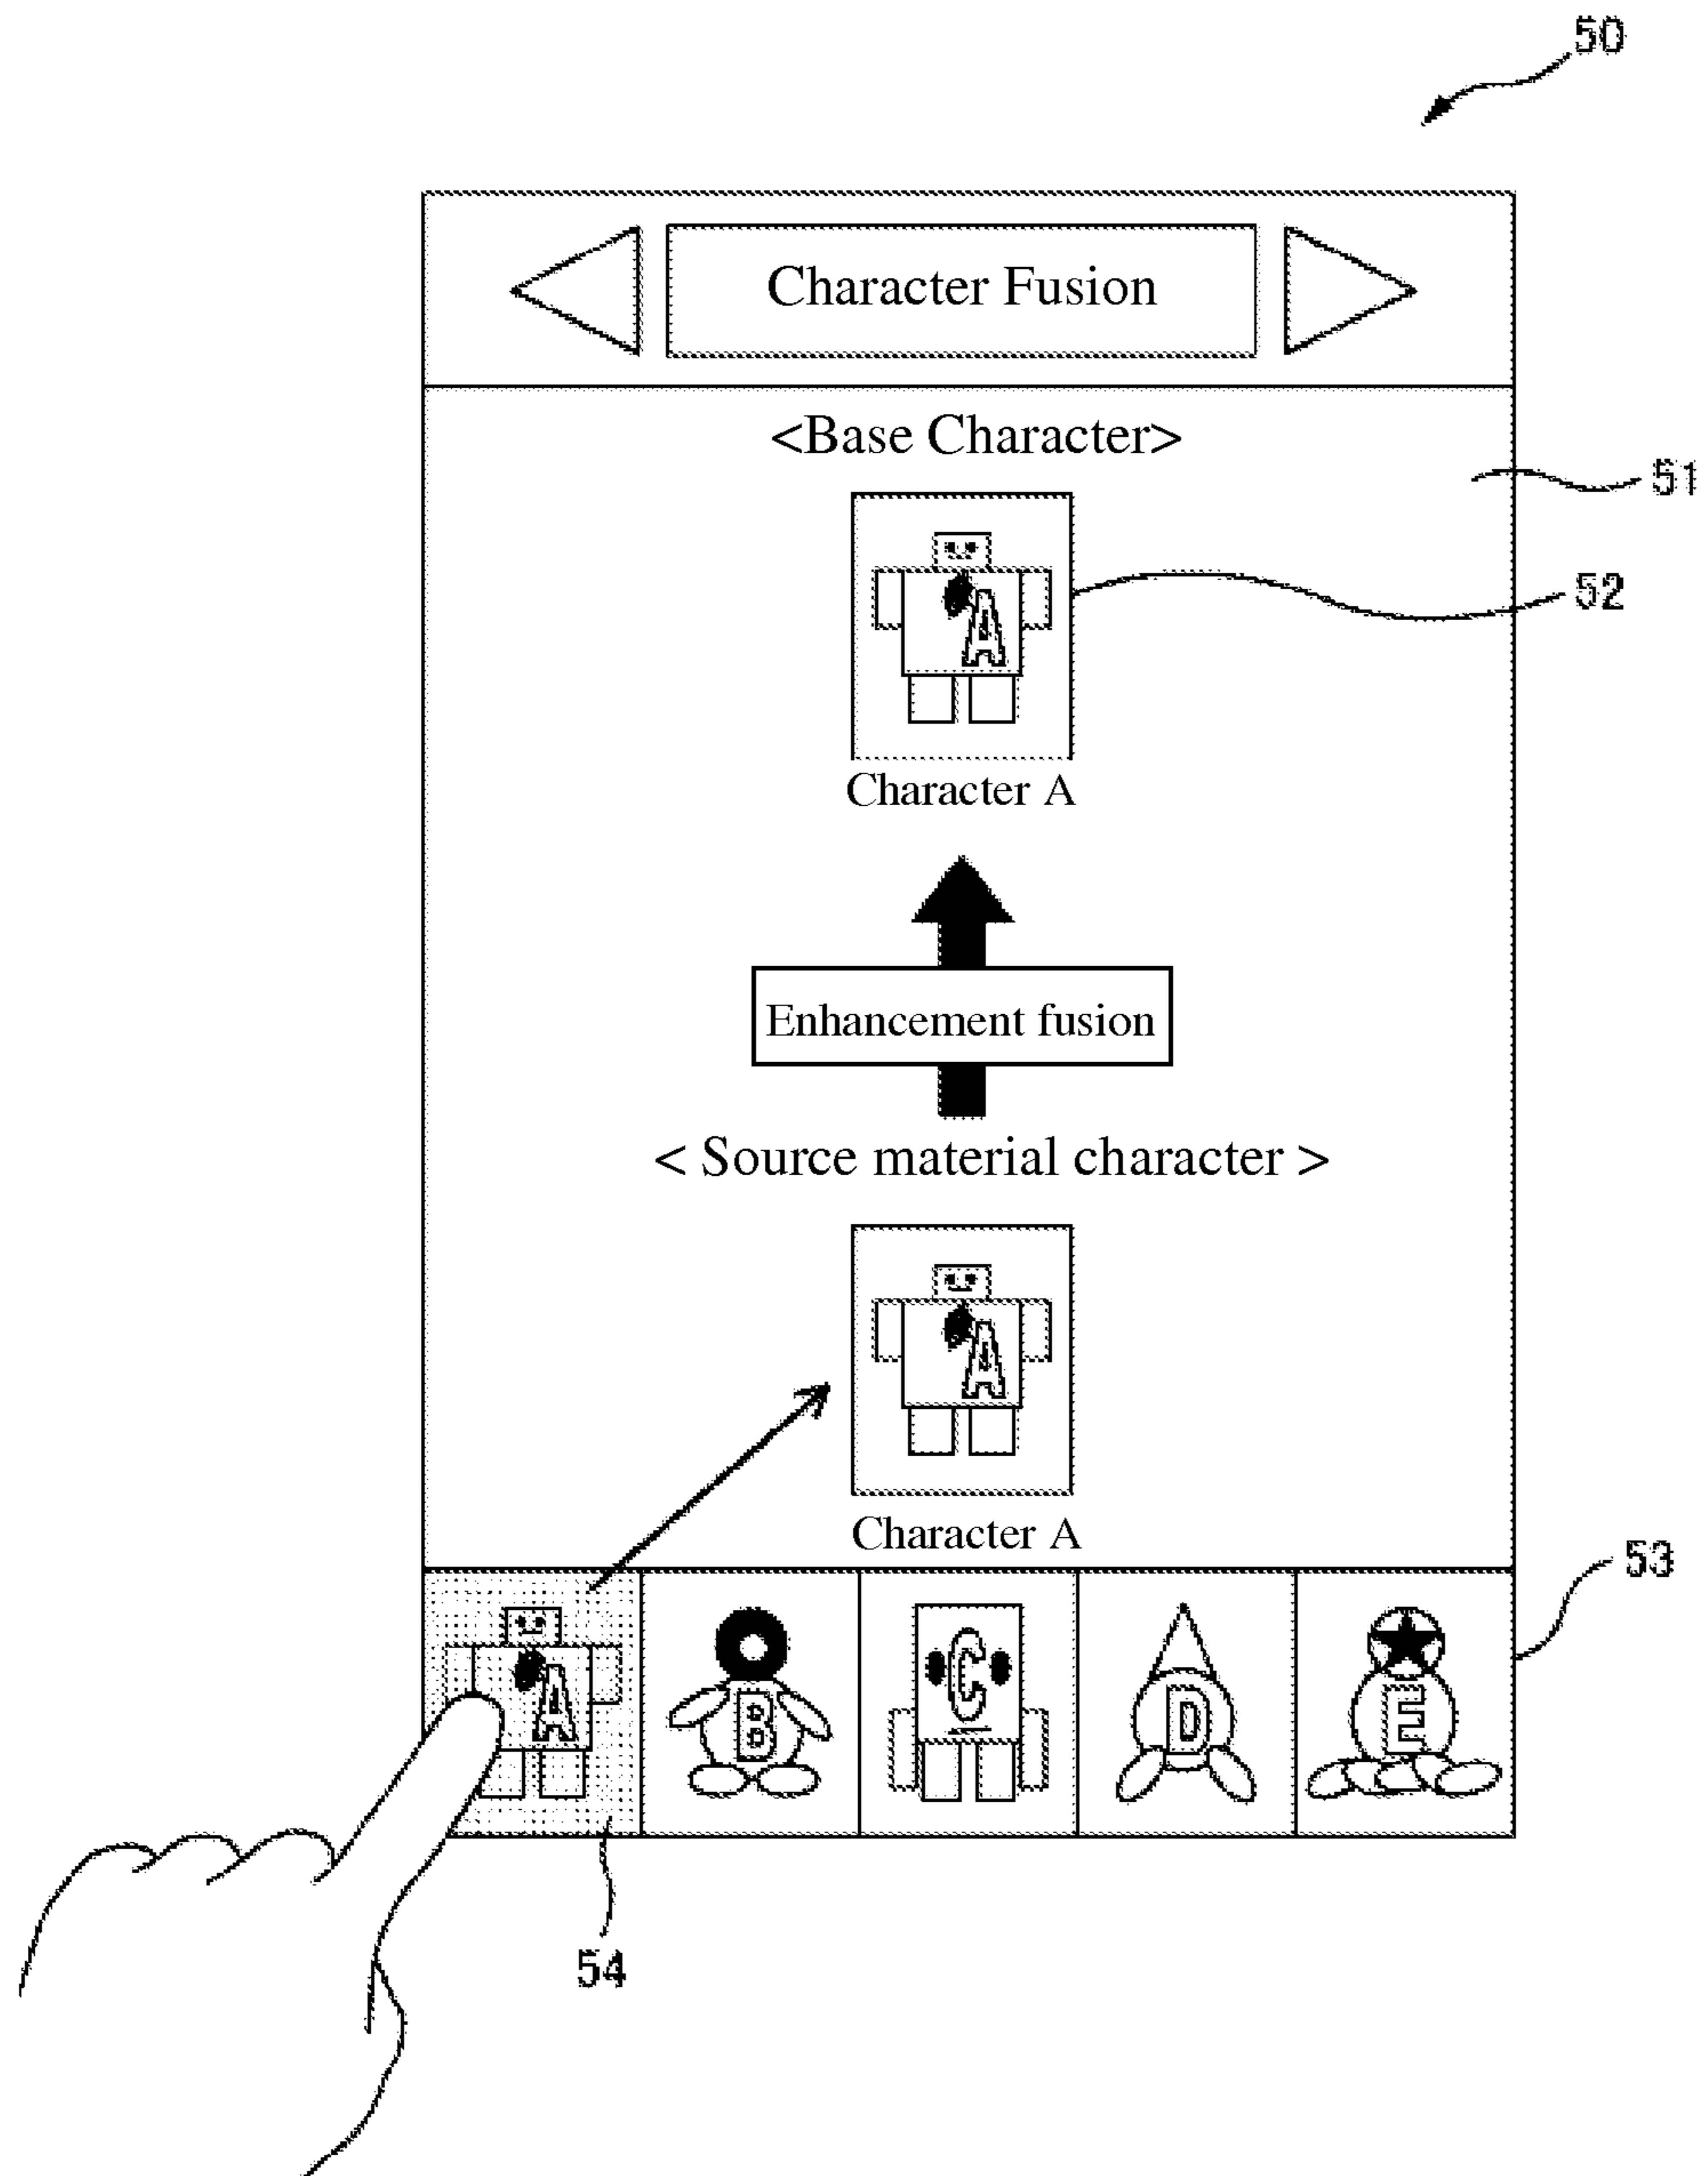 50
Character Fusion
<Base Character>
51
52
A
Character A
Enhancement fusion
< Source material character >
A
Character A
53
A B C D E
54